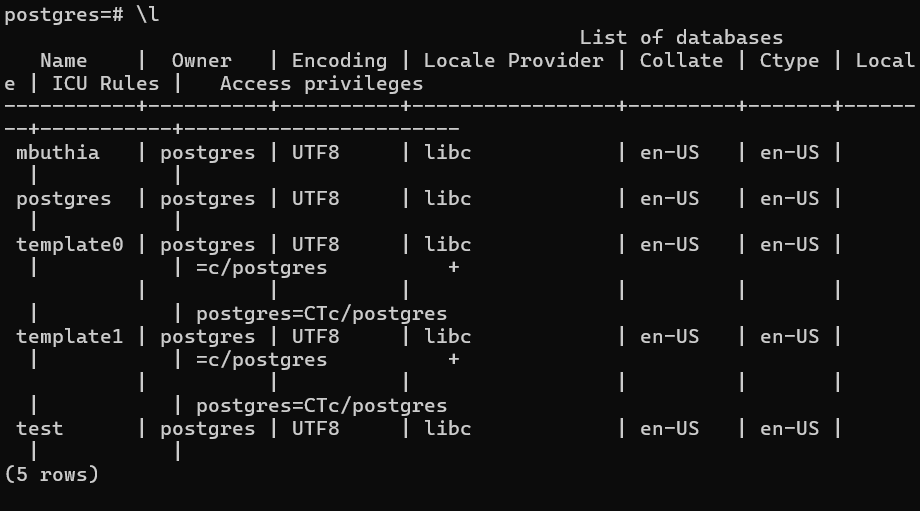 postgres=# \l
                                                List of databases
   Name    |  Owner   | Encoding | Locale Provider | Collate | Ctype | Local
e | ICU Rules |   Access privileges
-----------+----------+----------+-----------------+---------+-------+------
--+-----------+-----------------------
 mbuthia   | postgres | UTF8     | libc            | en-US   | en-US |
  |           |
 postgres  | postgres | UTF8     | libc            | en-US   | en-US |
  |           |
 template0 | postgres | UTF8     | libc            | en-US   | en-US |
  |           | =c/postgres          +
           |          |          |                 |         |       |
  |           | postgres=CTc/postgres
 template1 | postgres | UTF8     | libc            | en-US   | en-US |
  |           | =c/postgres          +
           |          |          |                 |         |       |
  |           | postgres=CTc/postgres
 test      | postgres | UTF8     | libc            | en-US   | en-US |
  |           |
(5 rows)